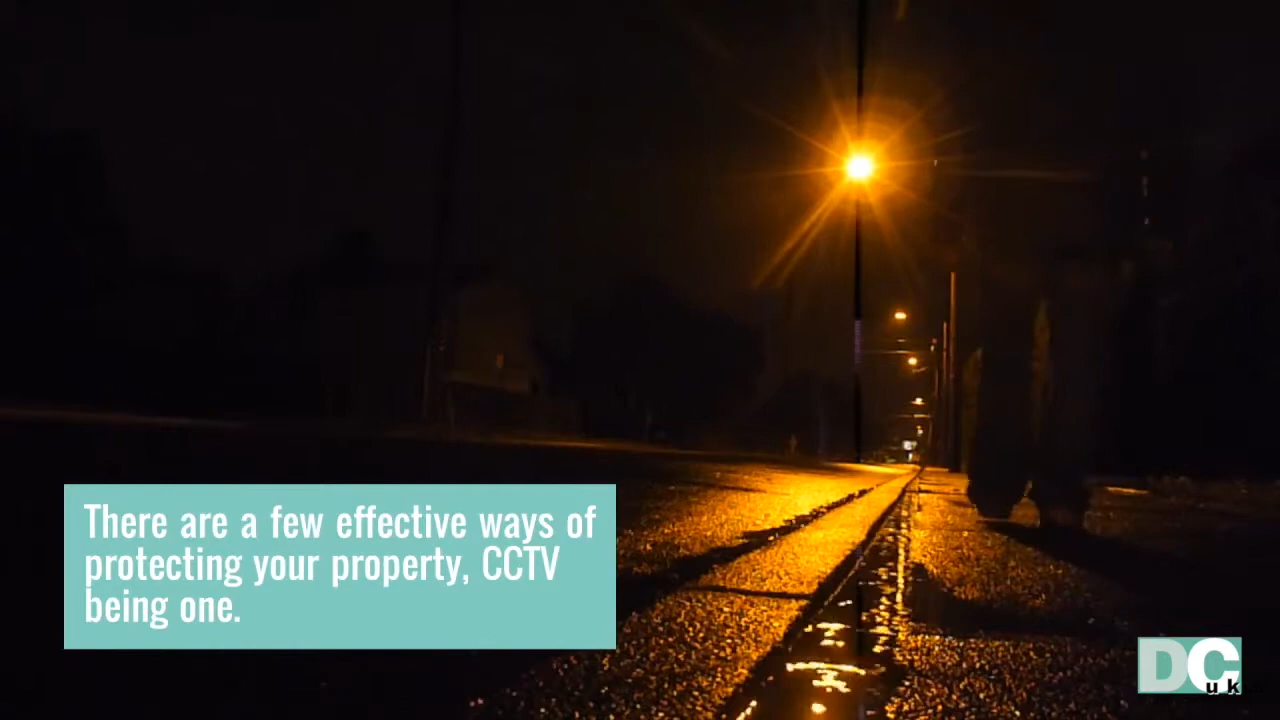 There are a few effective ways of
protecting your property, CCTV
being one.
DC
uk